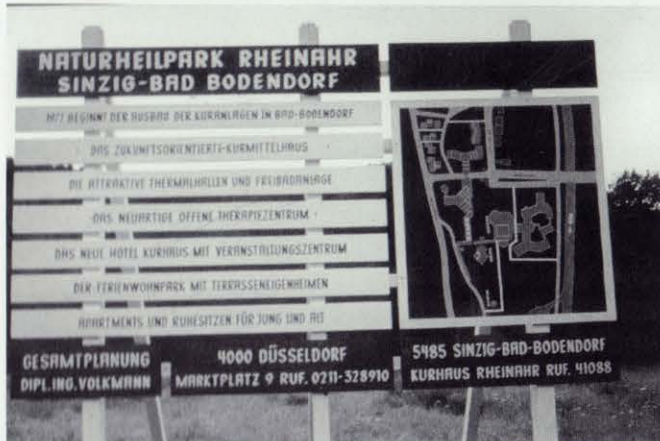 NATURHEILPARK RHEINAHR
SINZIG-BAD BODENDORF
1977 BEGINNT DER AUSBAU DER KURANLAGEN IN BAD-BODENDORF
DAS ZUKUNFTSORIENTIERTE-KURMITTELHAUS
DIE ATTRAKTIVE THERMALHALLEN UND FREIBADANLAGE
DAS NEUARTIGE OFFENE THERAPIEZENTRUM
DAS NEUE HOTEL KURHAUS MIT VERANSTALTUNGSZENTRUM
DER FERIENWOHNPARK MIT TERRASSENEIGENHEIMEN
APARTMENTS UND RUHESITZEN FÜR JUNG UND ALT
GESAMTPLANUNG
DIPL.ING.VOLKMANN
4000 DÜSSELDORF
MARKTPLATZ 9 RUF. 0211-328910
5485 SINZIG-BAD-BODENDORF
KURHAUS RHEINAHR RUF. 41088